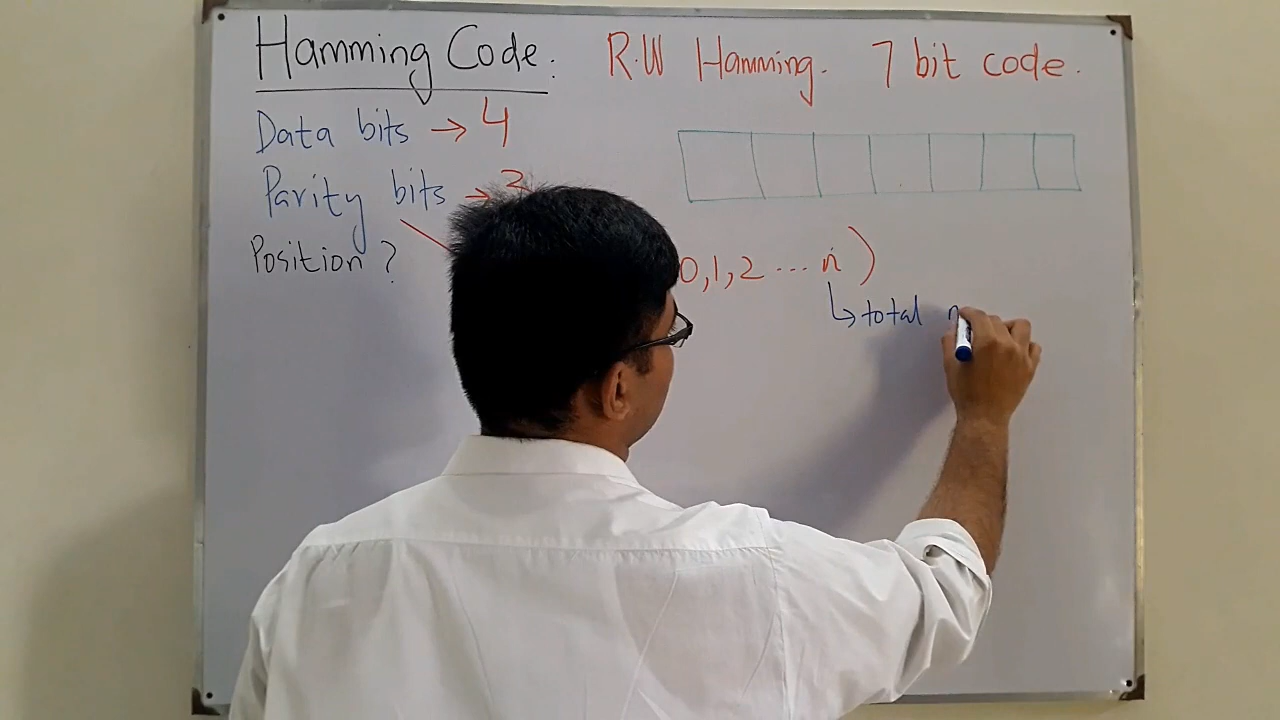 Hamming Code: R.W Hamming. 7 bit code.
Data bits → 4
Parity bits →
Position ?
0,1,2 ... n )
↳ total